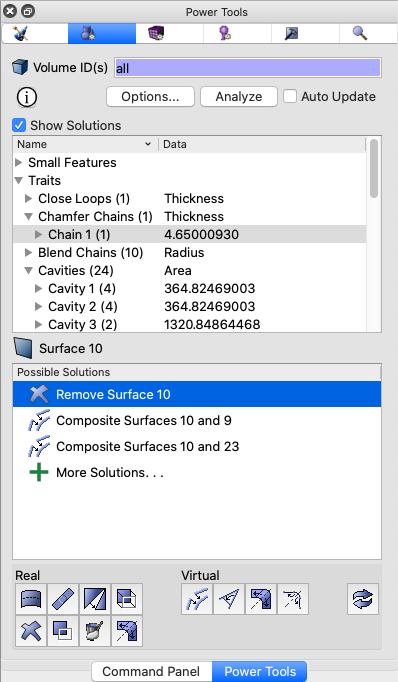 Power Tools
Volume ID(s) all
Options... Analyze Auto Update
Show Solutions
Name Data
Small Features
Traits
Close Loops (1) Thickness
Chamfer Chains (1) Thickness
Chain 1 (1) 4.65000930
Blend Chains (10) Radius
Cavities (24) Area
Cavity 1 (4) 364.82469003
Cavity 2 (4) 364.82469003
Cavity 3 (2) 1320.84864468
Surface 10
Possible Solutions
Remove Surface 10
Composite Surfaces 10 and 9
Composite Surfaces 10 and 23
More Solutions. . .
Real Virtual
Command Panel Power Tools